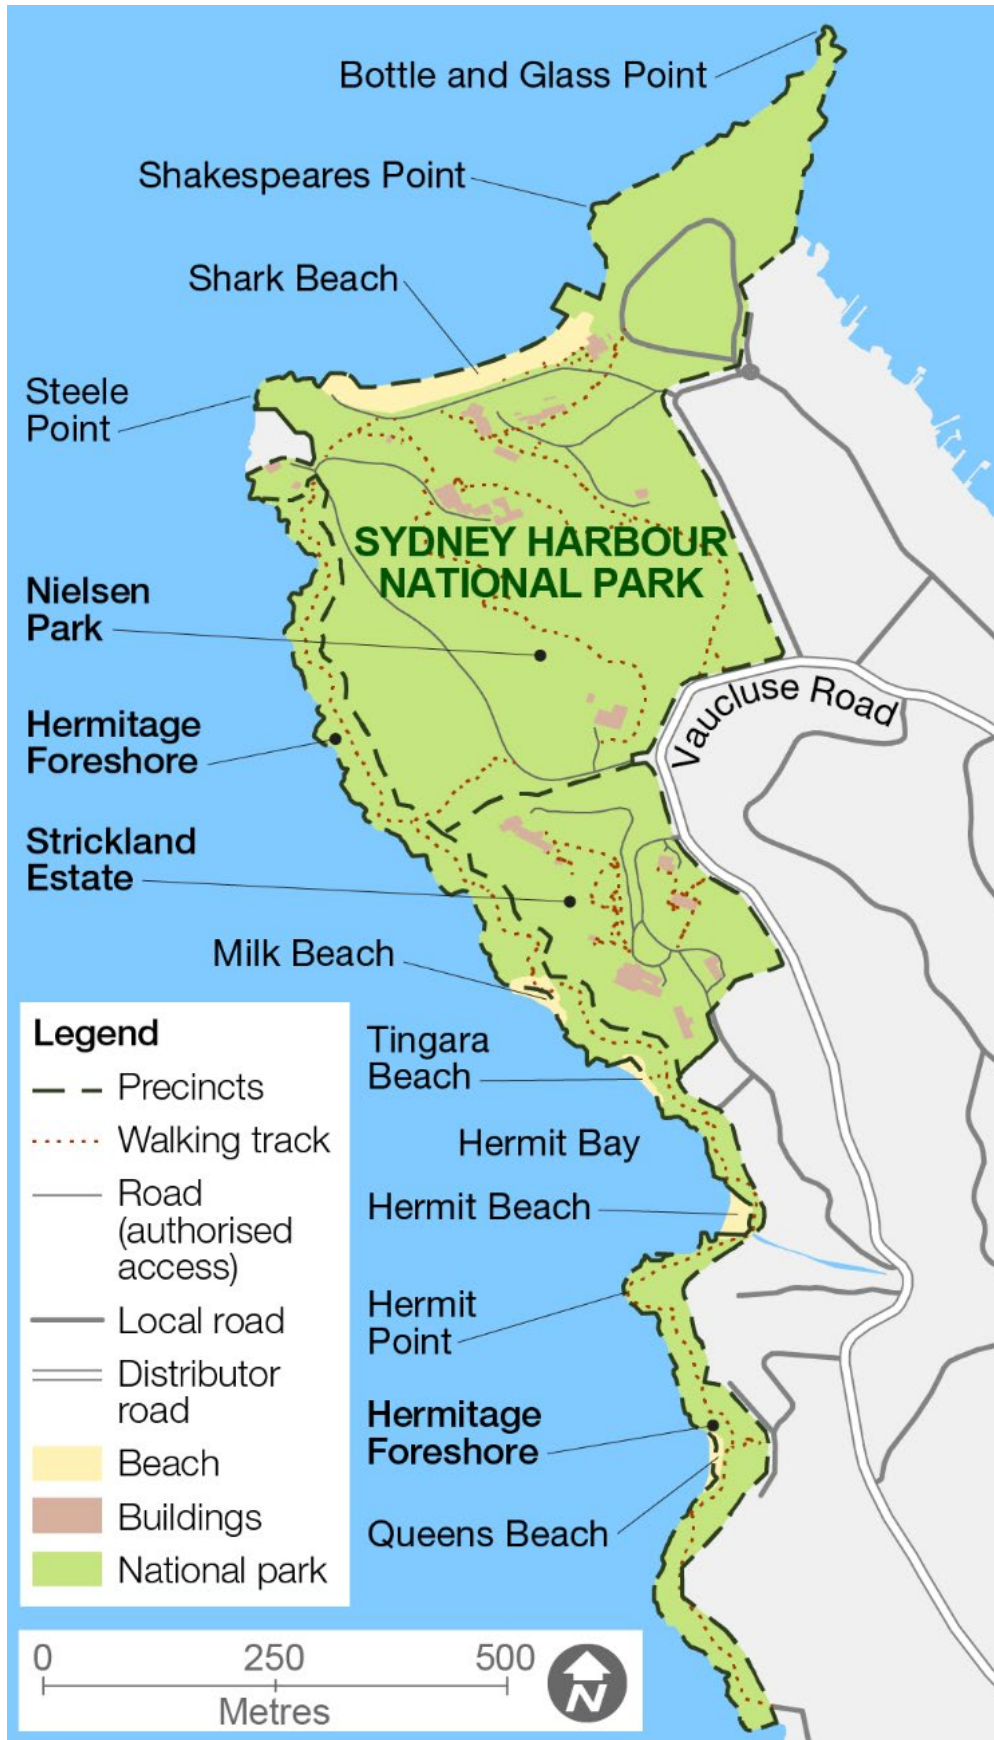 Bottle and Glass Point
Shakespeares Point
Shark Beach
Steele
Point
SYDNEY HARBOUR
NATIONAL PARK
Nielsen
Park
Vaucluse Road
Hermitage
Foreshore
Strickland
Estate
Milk Beach
Tingara
Beach
Hermit Bay
Hermit Beach
Hermit
Point
Hermitage
Foreshore
Queens Beach
Legend
Precincts
Walking track
Road
(authorised
access)
Local road
Distributor
road
Beach
Buildings
National park
0 250 500
Metres
N